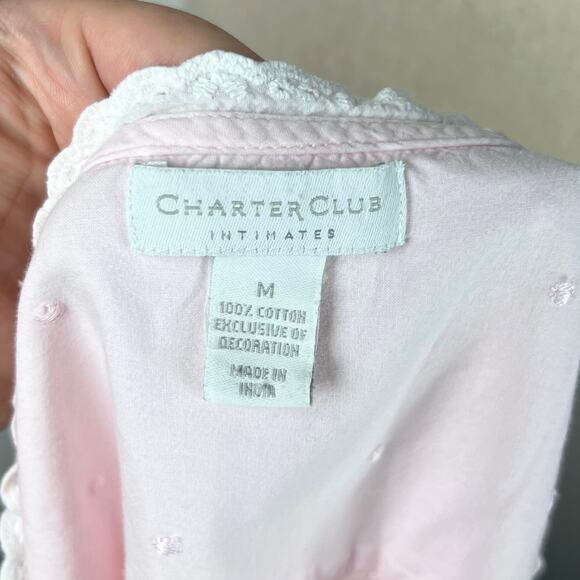 CHARTER CLUB
INTIMATES
M
100% COTTON
EXCLUSIVE OF
DECORATION
MADE IN
INDIA